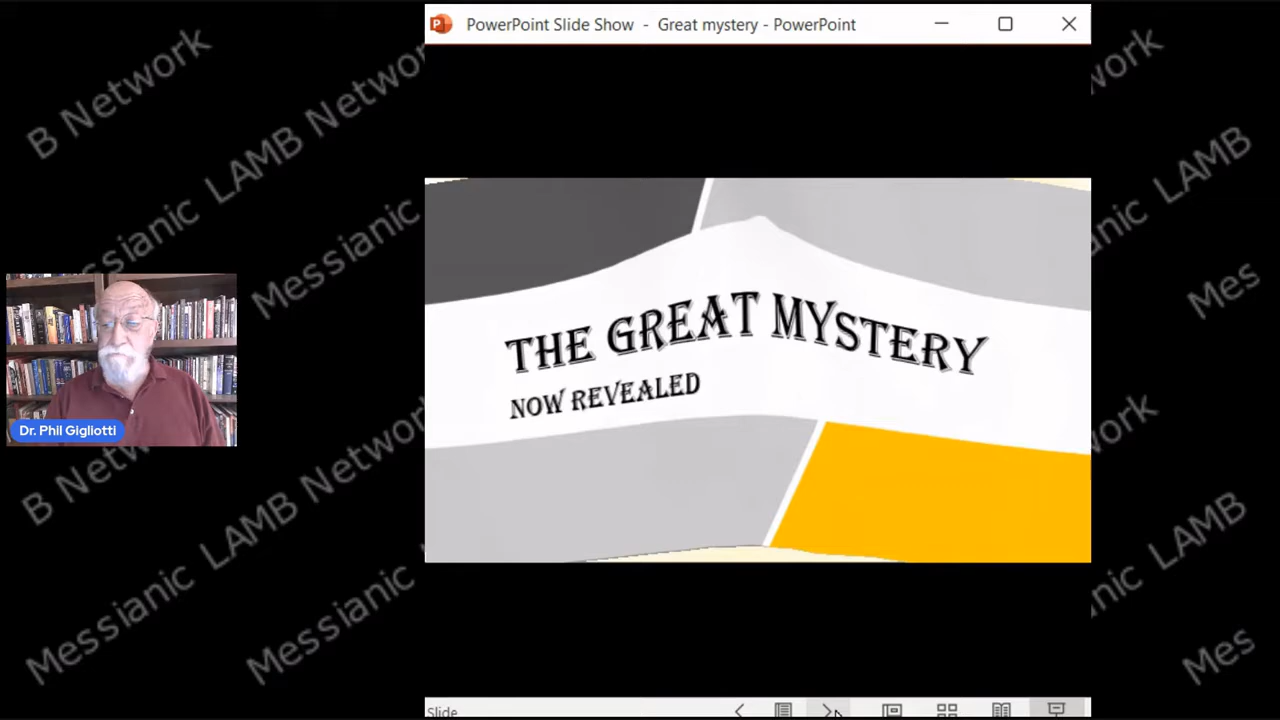 PowerPoint Slide Show - Great mystery - PowerPoint
B Network
Messianic LAMB Network
Messianic
work
nic LAMB
Mes
THE GREAT MYSTERY
NOW REVEALED
Dr. Phil Gigliotti
B Network
Messianic LAMB Network
Messianic
work
nic LAMB
Mes
Slide